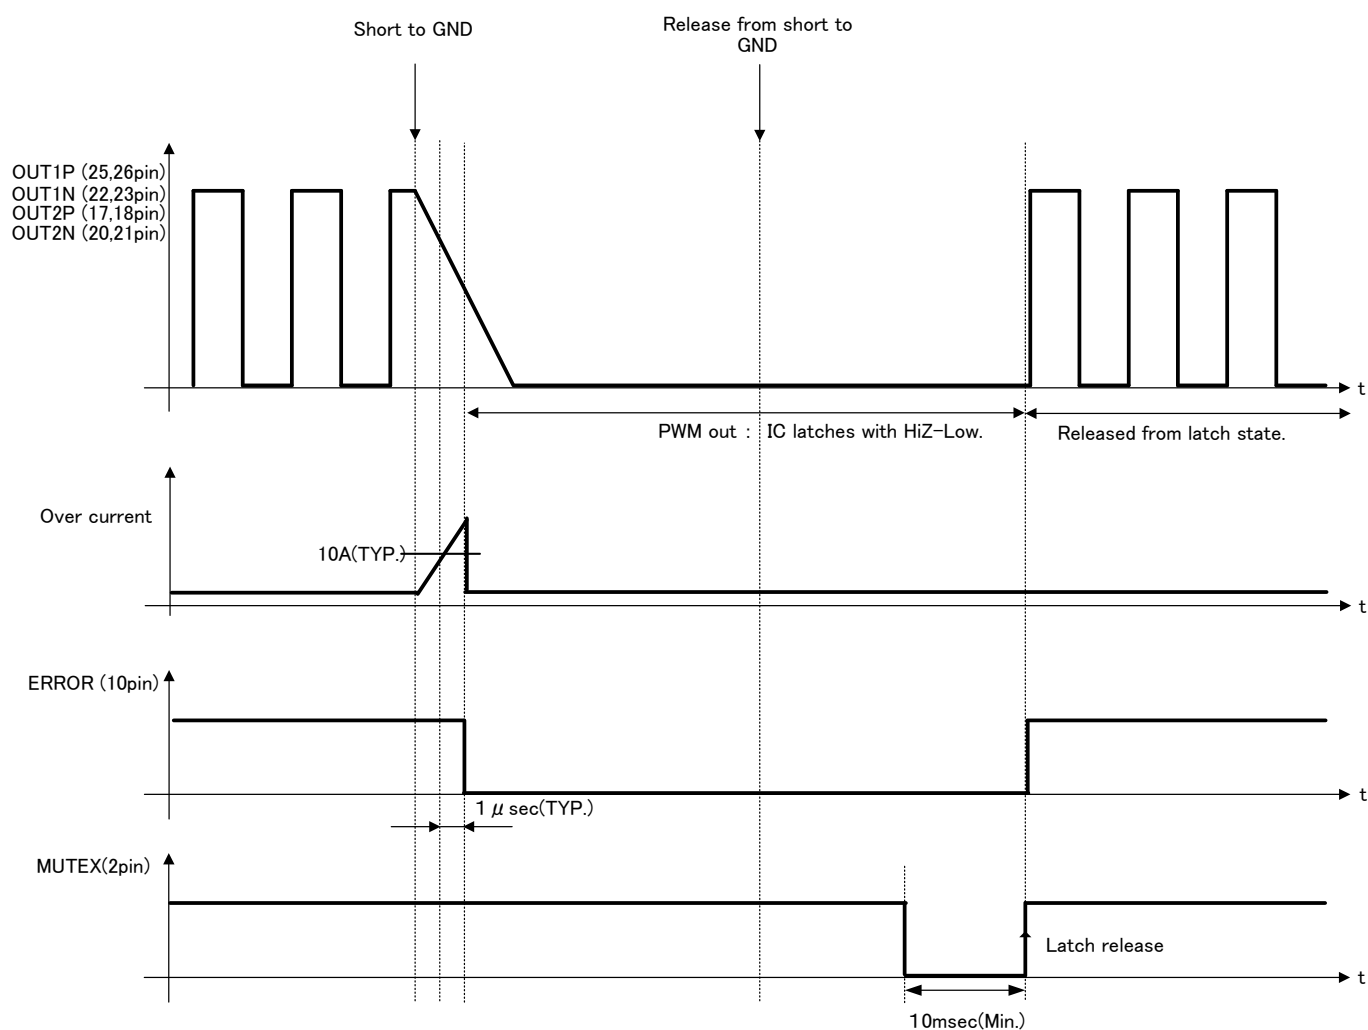 Short to GND
Release from short to
GND
OUT1P (25,26pin)
OUT1N (22,23pin)
OUT2P (17,18pin)
OUT2N (20,21pin)
t
PWM out : IC latches with HiZ-Low.
Released from latch state.
Over current
10A(TYP.)
t
ERROR (10pin)
t
1 μ sec(TYP.)
MUTEX(2pin)
Latch release
t
10msec(Min.)